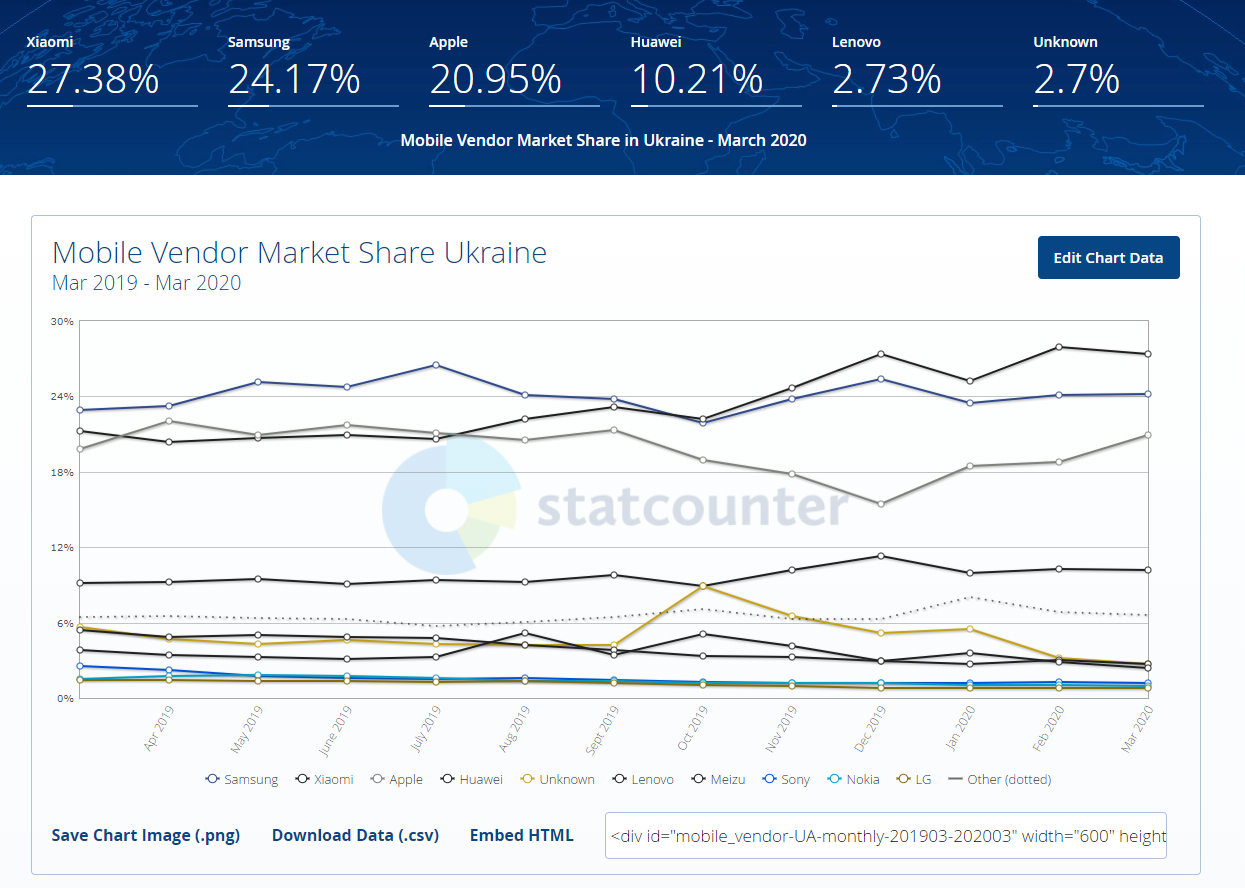 Xiaomi Samsung Apple Huawei Lenovo Unknown
27.38% 24.17% 20.95% 10.21% 2.73% 2.7%
Mobile Vendor Market Share in Ukraine - March 2020
Mobile Vendor Market Share Ukraine
Edit Chart Data
Mar 2019 - Mar 2020
30%
24%
18%
statcounter
12%
6%
0%
Apr 2019 May 2019 June 2019 July 2019 Aug 2019 Sept 2019 Oct 2019 Nov 2019 Dec 2019 Jan 2020 Feb 2020 Mar 2020
Samsung Xiaomi Apple Huawei Unknown Lenovo Meizu Sony Nokia LG Other (dotted)
Save Chart Image (.png) Download Data (.csv) Embed HTML <div id="mobile_vendor-UA-monthly-201903-202003" width="600" height